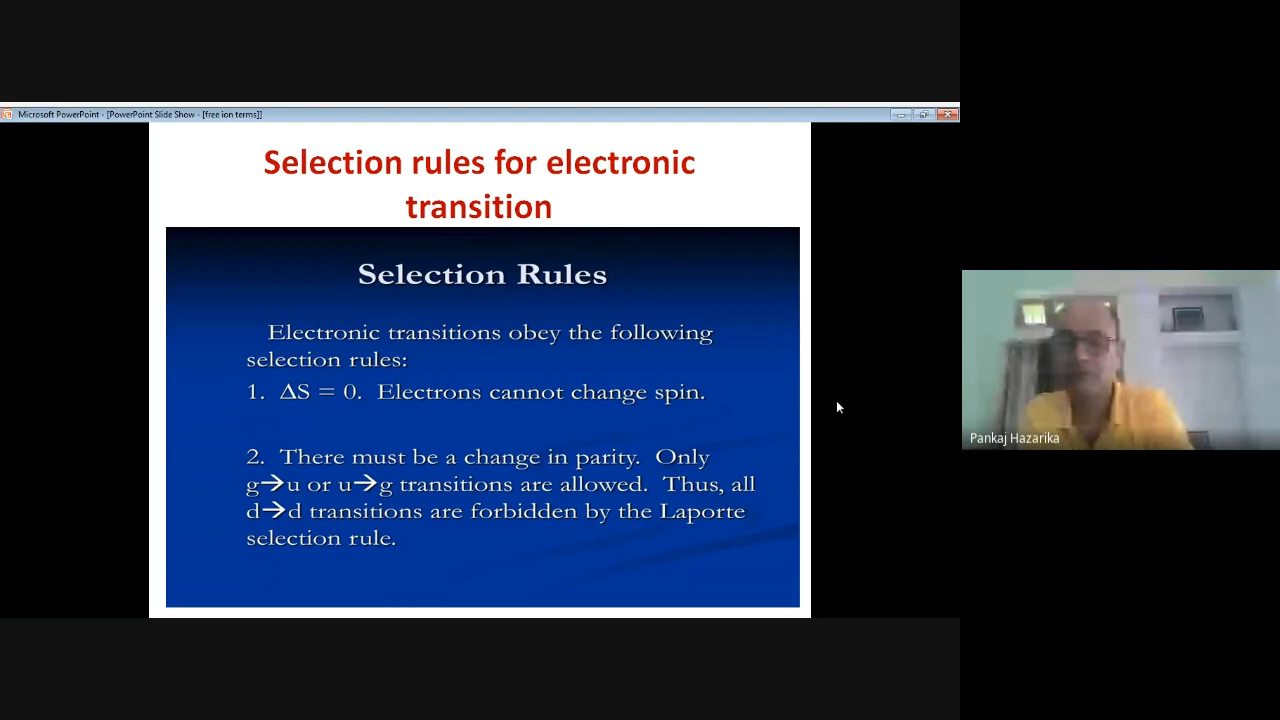 Microsoft PowerPoint - [PowerPoint Slide Show - [free ion terms]]
Selection rules for electronic
transition
Selection Rules
Electronic transitions obey the following
selection rules:
1. ΔS = 0. Electrons cannot change spin.
2. There must be a change in parity. Only
g→u or u→g transitions are allowed. Thus, all
d→d transitions are forbidden by the Laporte
selection rule.
Pankaj Hazarika